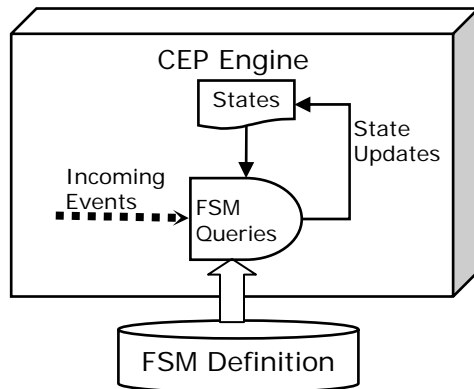 CEP Engine
States
State
Updates
Incoming
Events
FSM
Queries
FSM Definition